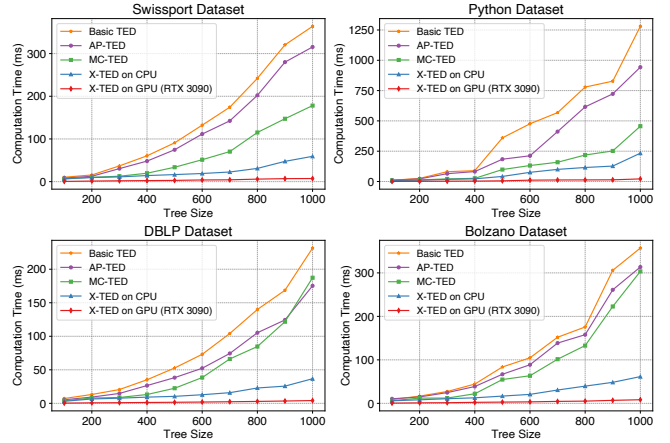 Swissport Dataset
Computation Time (ms)
300
200
100
0
Basic TED
AP-TED
MC-TED
X-TED on CPU
X-TED on GPU (RTX 3090)
200 400 600 800 1000
Tree Size
Python Dataset
Computation Time (ms)
1250
1000
750
500
250
0
Basic TED
AP-TED
MC-TED
X-TED on CPU
X-TED on GPU (RTX 3090)
200 400 600 800 1000
Tree Size
DBLP Dataset
Computation Time (ms)
200
150
100
50
0
Basic TED
AP-TED
MC-TED
X-TED on CPU
X-TED on GPU (RTX 3090)
200 400 600 800 1000
Tree Size
Bolzano Dataset
Computation Time (ms)
300
200
100
0
Basic TED
AP-TED
MC-TED
X-TED on CPU
X-TED on GPU (RTX 3090)
200 400 600 800 1000
Tree Size